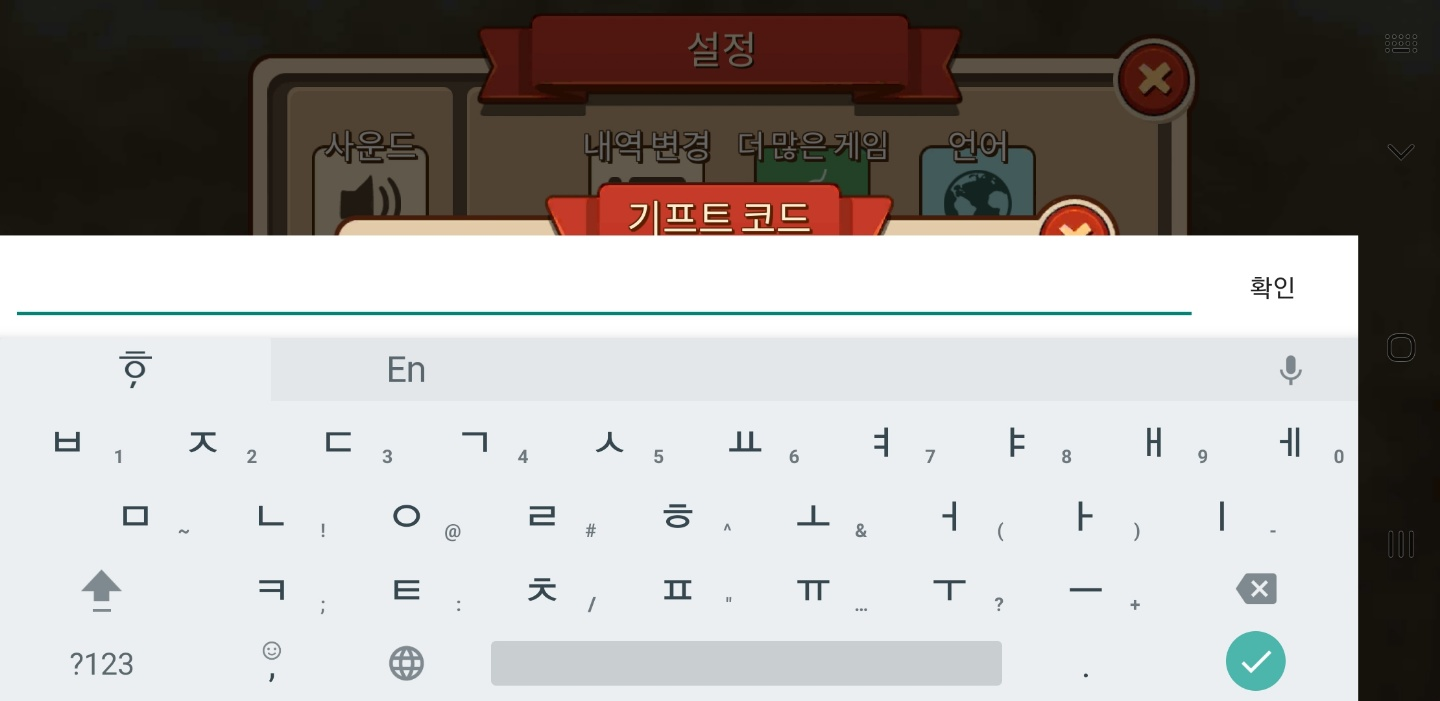 설정
사운드 내역 변경 더 많은 게임 언어
기프트 코드
확인
ㅎ, En
ㅂ 1 ㅈ 2 ㄷ 3 ㄱ 4 ㅅ 5 ㅛ 6 ㅕ 7 ㅑ 8 ㅐ 9 ㅔ 0
ㅁ ~ ㄴ ! ㅇ @ ㄹ # ㅎ ^ ㅗ & ㅓ ( ㅏ ) ㅣ -
ㅋ ; ㅌ : ㅊ / ㅍ " ㅠ … ㅜ ? ㅡ +
?123 , .